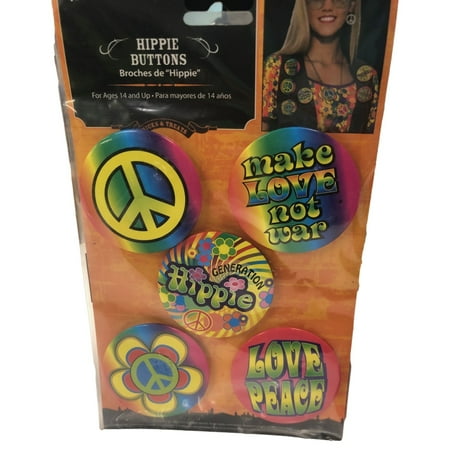 HIPPIE
BUTTONS
Broches de "Hippie"
For Ages 14 and Up • Para mayores de 14 años
& TREATS
make
LOVE
not
war
GENERATION
Hippie
LOVE
PEACE